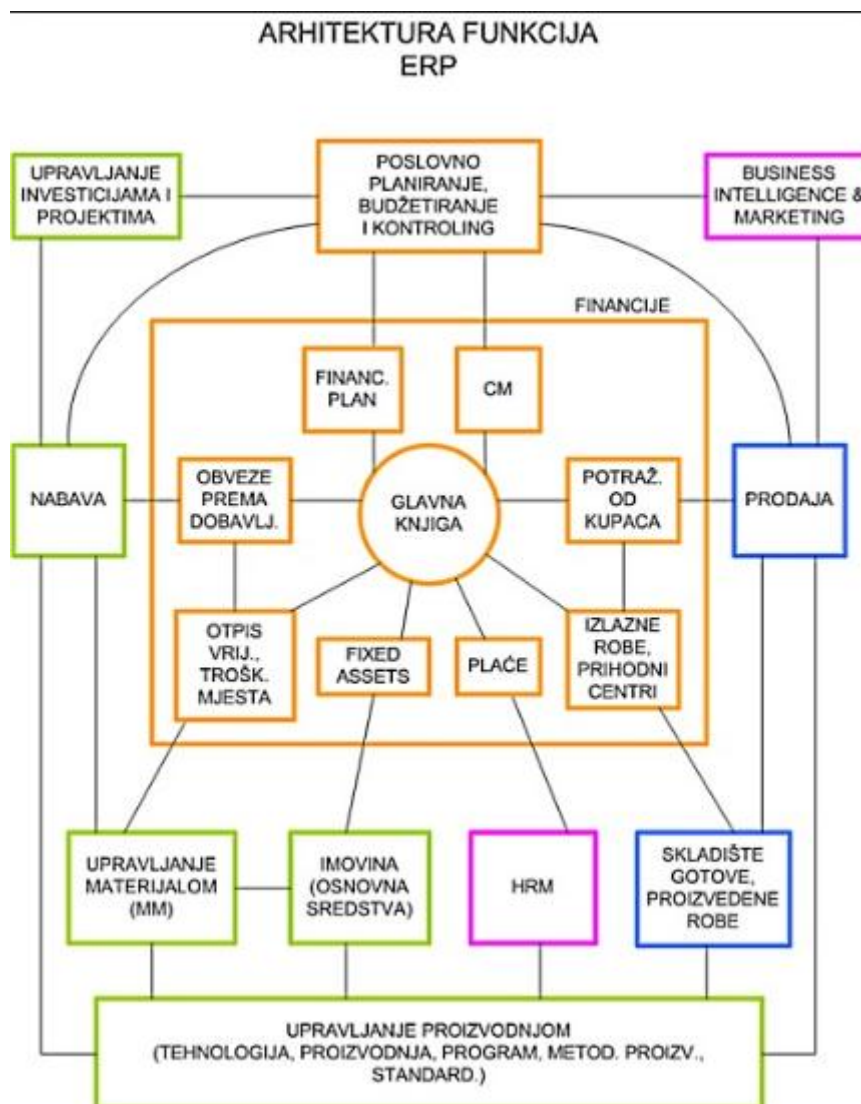 ARHITEKTURA FUNKCIJA
ERP
UPRAVLJANJE
INVESTICIJAMA I
PROJEKTIMA
POSLOVNO
PLANIRANJE,
BUDŽETIRANJE
I KONTROLING
BUSINESS
INTELLIGENCE &
MARKETING
FINANCIJE
FINANC.
PLAN
CM
NABAVA
OBVEZE
PREMA
DOBAVLJ.
GLAVNA
KNJIGA
POTRAŽ.
OD
KUPACA
PRODAJA
OTPIS
VRIJ.,
TROŠK.
MJESTA
FIXED
ASSETS
PLAĆE
IZLAZNE
ROBE,
PRIHODNI
CENTRI
UPRAVLJANJE
MATERIJALOM
(MM)
IMOVINA
(OSNOVNA
SREDSTVA)
HRM
SKLADIŠTE
GOTOVE,
PROIZVEDENE
ROBE
UPRAVLJANJE PROIZVODNJOM
(TEHNOLOGIJA, PROIZVODNJA, PROGRAM, METOD. PROIZV.,
STANDARD.)